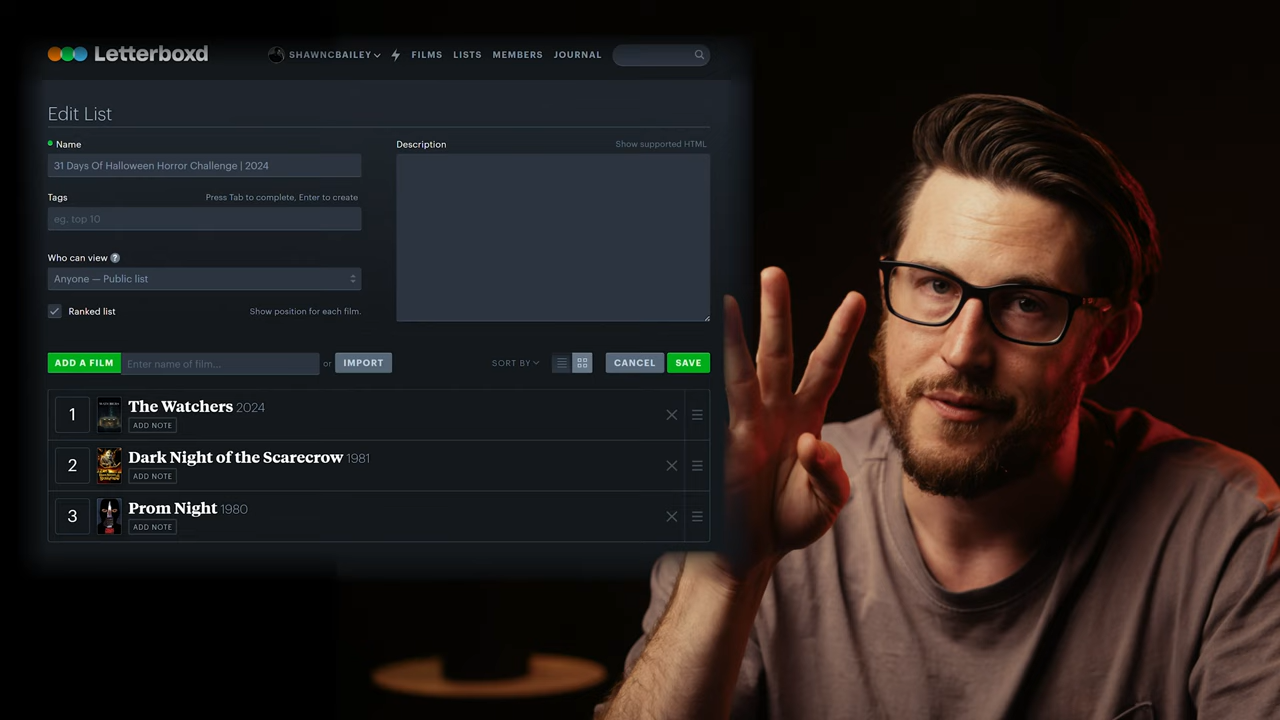 Letterboxd
SHAWNCBAILEY FILMS LISTS MEMBERS JOURNAL
Edit List
Name
31 Days Of Halloween Horror Challenge | 2024
Tags Press Tab to complete, Enter to create
eg. top 10
Who can view ?
Anyone — Public list
Ranked list Show position for each film.
Description Show supported HTML
ADD A FILM Enter name of film... or IMPORT SORT BY CANCEL SAVE
1 The Watchers 2024
ADD NOTE
2 Dark Night of the Scarecrow 1981
ADD NOTE
3 Prom Night 1980
ADD NOTE